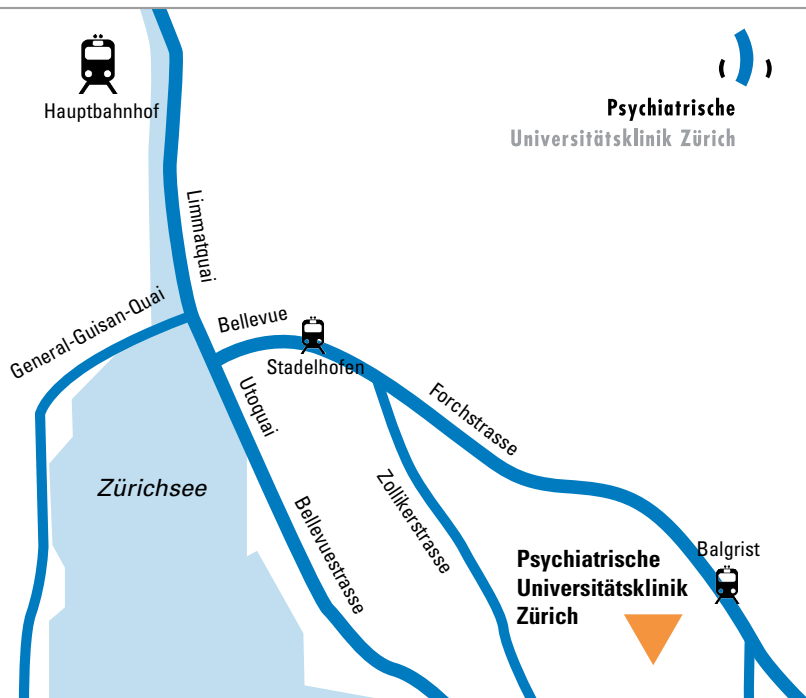 Hauptbahnhof
Psychiatrische
Universitätsklinik Zürich
Limmatquai
General-Guisan-Quai
Bellevue
Stadelhofen
Utoquai
Forchstrasse
Zürichsee
Zollikerstrasse
Bellevuestrasse
Balgrist
Psychiatrische
Universitätsklinik
Zürich